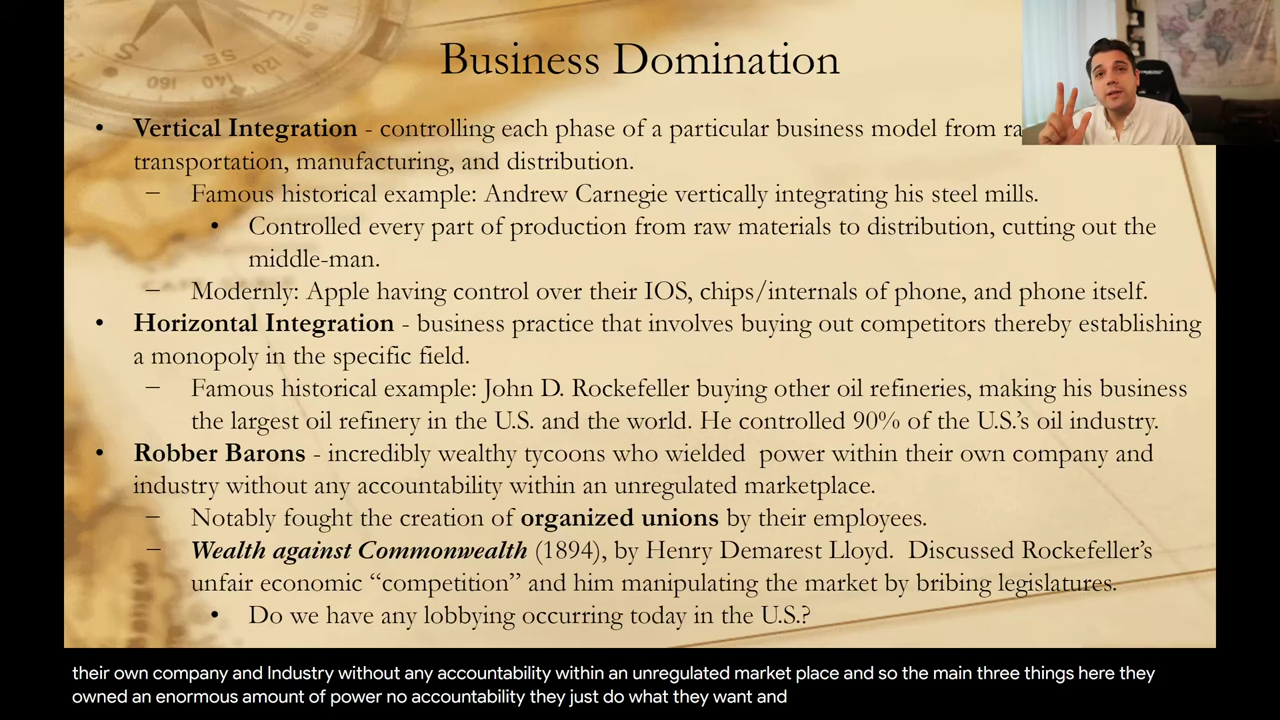 Business Domination
• Vertical Integration - controlling each phase of a particular business model from ra
transportation, manufacturing, and distribution.
– Famous historical example: Andrew Carnegie vertically integrating his steel mills.
• Controlled every part of production from raw materials to distribution, cutting out the
middle-man.
– Modernly: Apple having control over their IOS, chips/internals of phone, and phone itself.
• Horizontal Integration - business practice that involves buying out competitors thereby establishing
a monopoly in the specific field.
– Famous historical example: John D. Rockefeller buying other oil refineries, making his business
the largest oil refinery in the U.S. and the world. He controlled 90% of the U.S.'s oil industry.
• Robber Barons - incredibly wealthy tycoons who wielded power within their own company and
industry without any accountability within an unregulated marketplace.
– Notably fought the creation of organized unions by their employees.
– Wealth against Commonwealth (1894), by Henry Demarest Lloyd. Discussed Rockefeller's
unfair economic “competition” and him manipulating the market by bribing legislatures.
• Do we have any lobbying occurring today in the U.S.?
their own company and Industry without any accountability within an unregulated market place and so the main three things here they
owned an enormous amount of power no accountability they just do what they want and